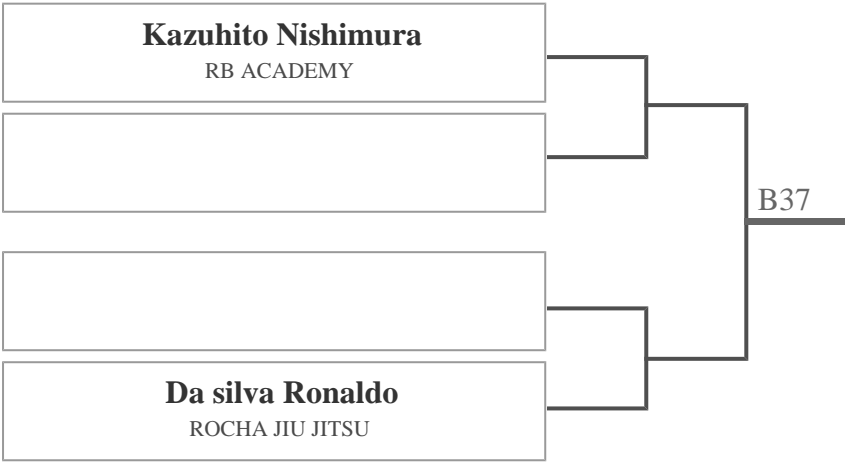 Kazuhito Nishimura
RB ACADEMY
B37
Da silva Ronaldo
ROCHA JIU JITSU